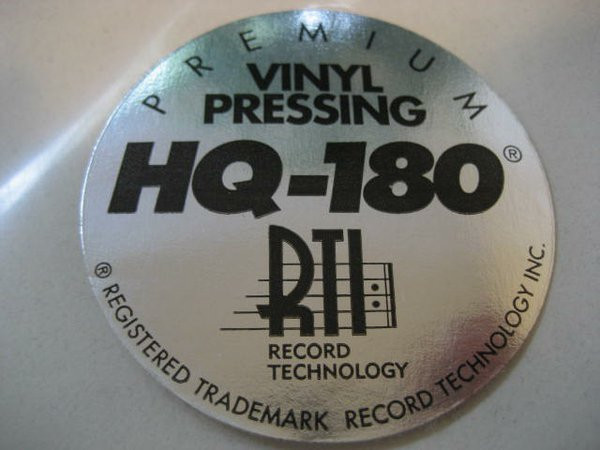 PREMIUM
VINYL
PRESSING
HQ-180®
RTI
RECORD
TECHNOLOGY
® REGISTERED TRADEMARK RECORD TECHNOLOGY INC.